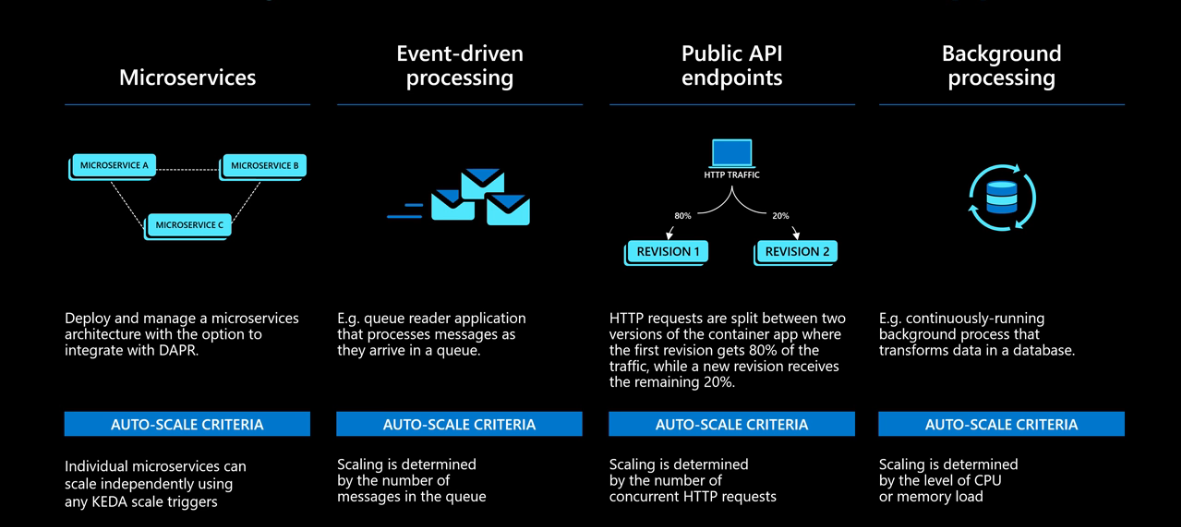 Microservices
MICROSERVICE A
MICROSERVICE B
MICROSERVICE C
Deploy and manage a microservices
architecture with the option to
integrate with DAPR.
AUTO-SCALE CRITERIA
Individual microservices can
scale independently using
any KEDA scale triggers
Event-driven
processing
E.g. queue reader application
that processes messages as
they arrive in a queue.
AUTO-SCALE CRITERIA
Scaling is determined
by the number of
messages in the queue
Public API
endpoints
HTTP TRAFFIC
80%
20%
REVISION 1
REVISION 2
HTTP requests are split between two
versions of the container app where
the first revision gets 80% of the
traffic, while a new revision receives
the remaining 20%.
AUTO-SCALE CRITERIA
Scaling is determined
by the number of
concurrent HTTP requests
Background
processing
E.g. continuously-running
background process that
transforms data in a database.
AUTO-SCALE CRITERIA
Scaling is determined
by the level of CPU
or memory load